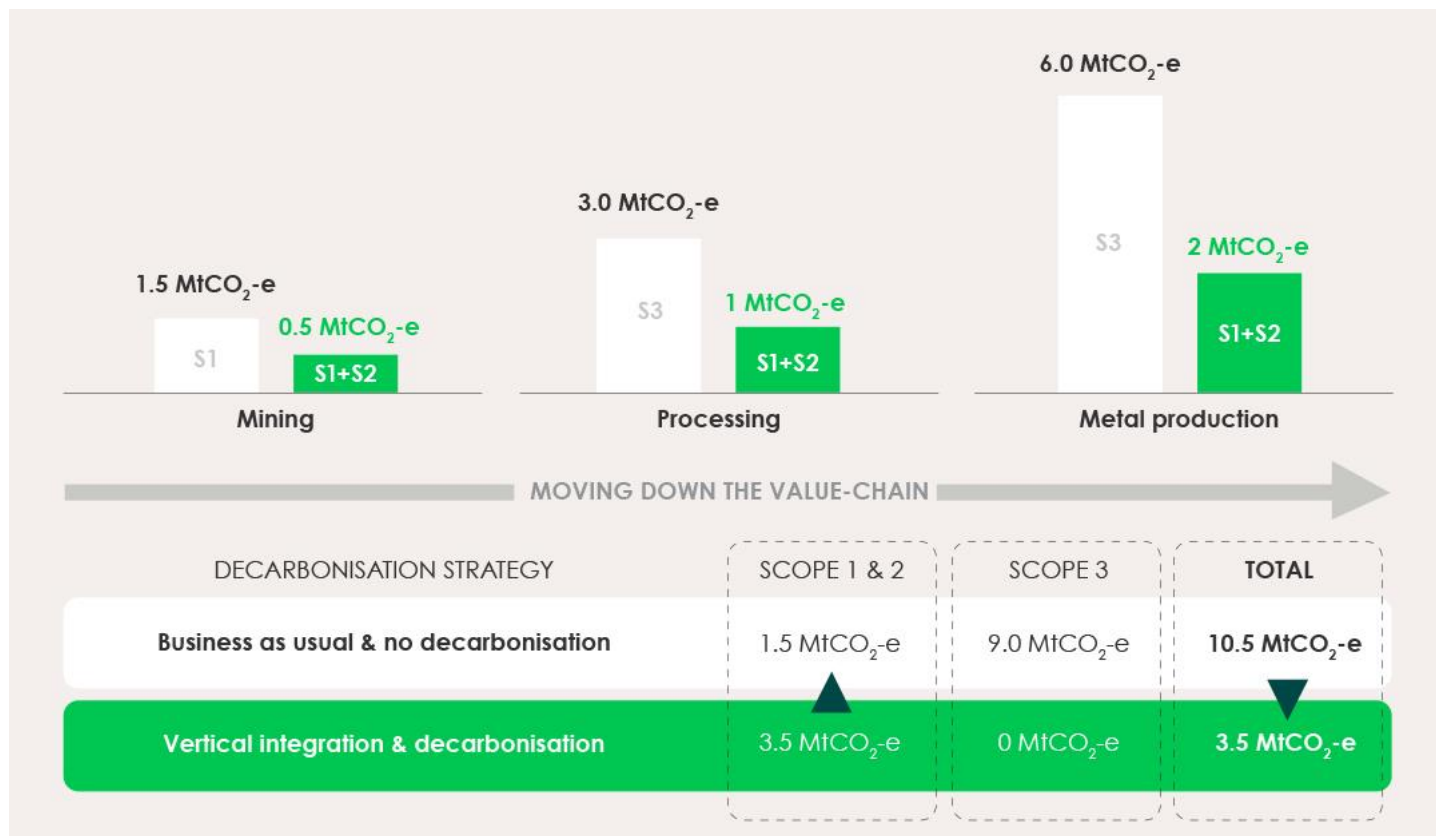 6.0 MtCO₂-e
3.0 MtCO₂-e
S3
2 MtCO₂-e
1.5 MtCO₂-e
0.5 MtCO₂-e
S3
1 MtCO₂-e
S1+S2
S1
S1+S2
S1+S2
Mining
Processing
Metal production
MOVING DOWN THE VALUE-CHAIN
DECARBONISATION STRATEGY SCOPE 1 & 2 SCOPE 3 TOTAL
Business as usual & no decarbonisation 1.5 MtCO₂-e 9.0 MtCO₂-e 10.5 MtCO₂-e
Vertical integration & decarbonisation 3.5 MtCO₂-e 0 MtCO₂-e 3.5 MtCO₂-e